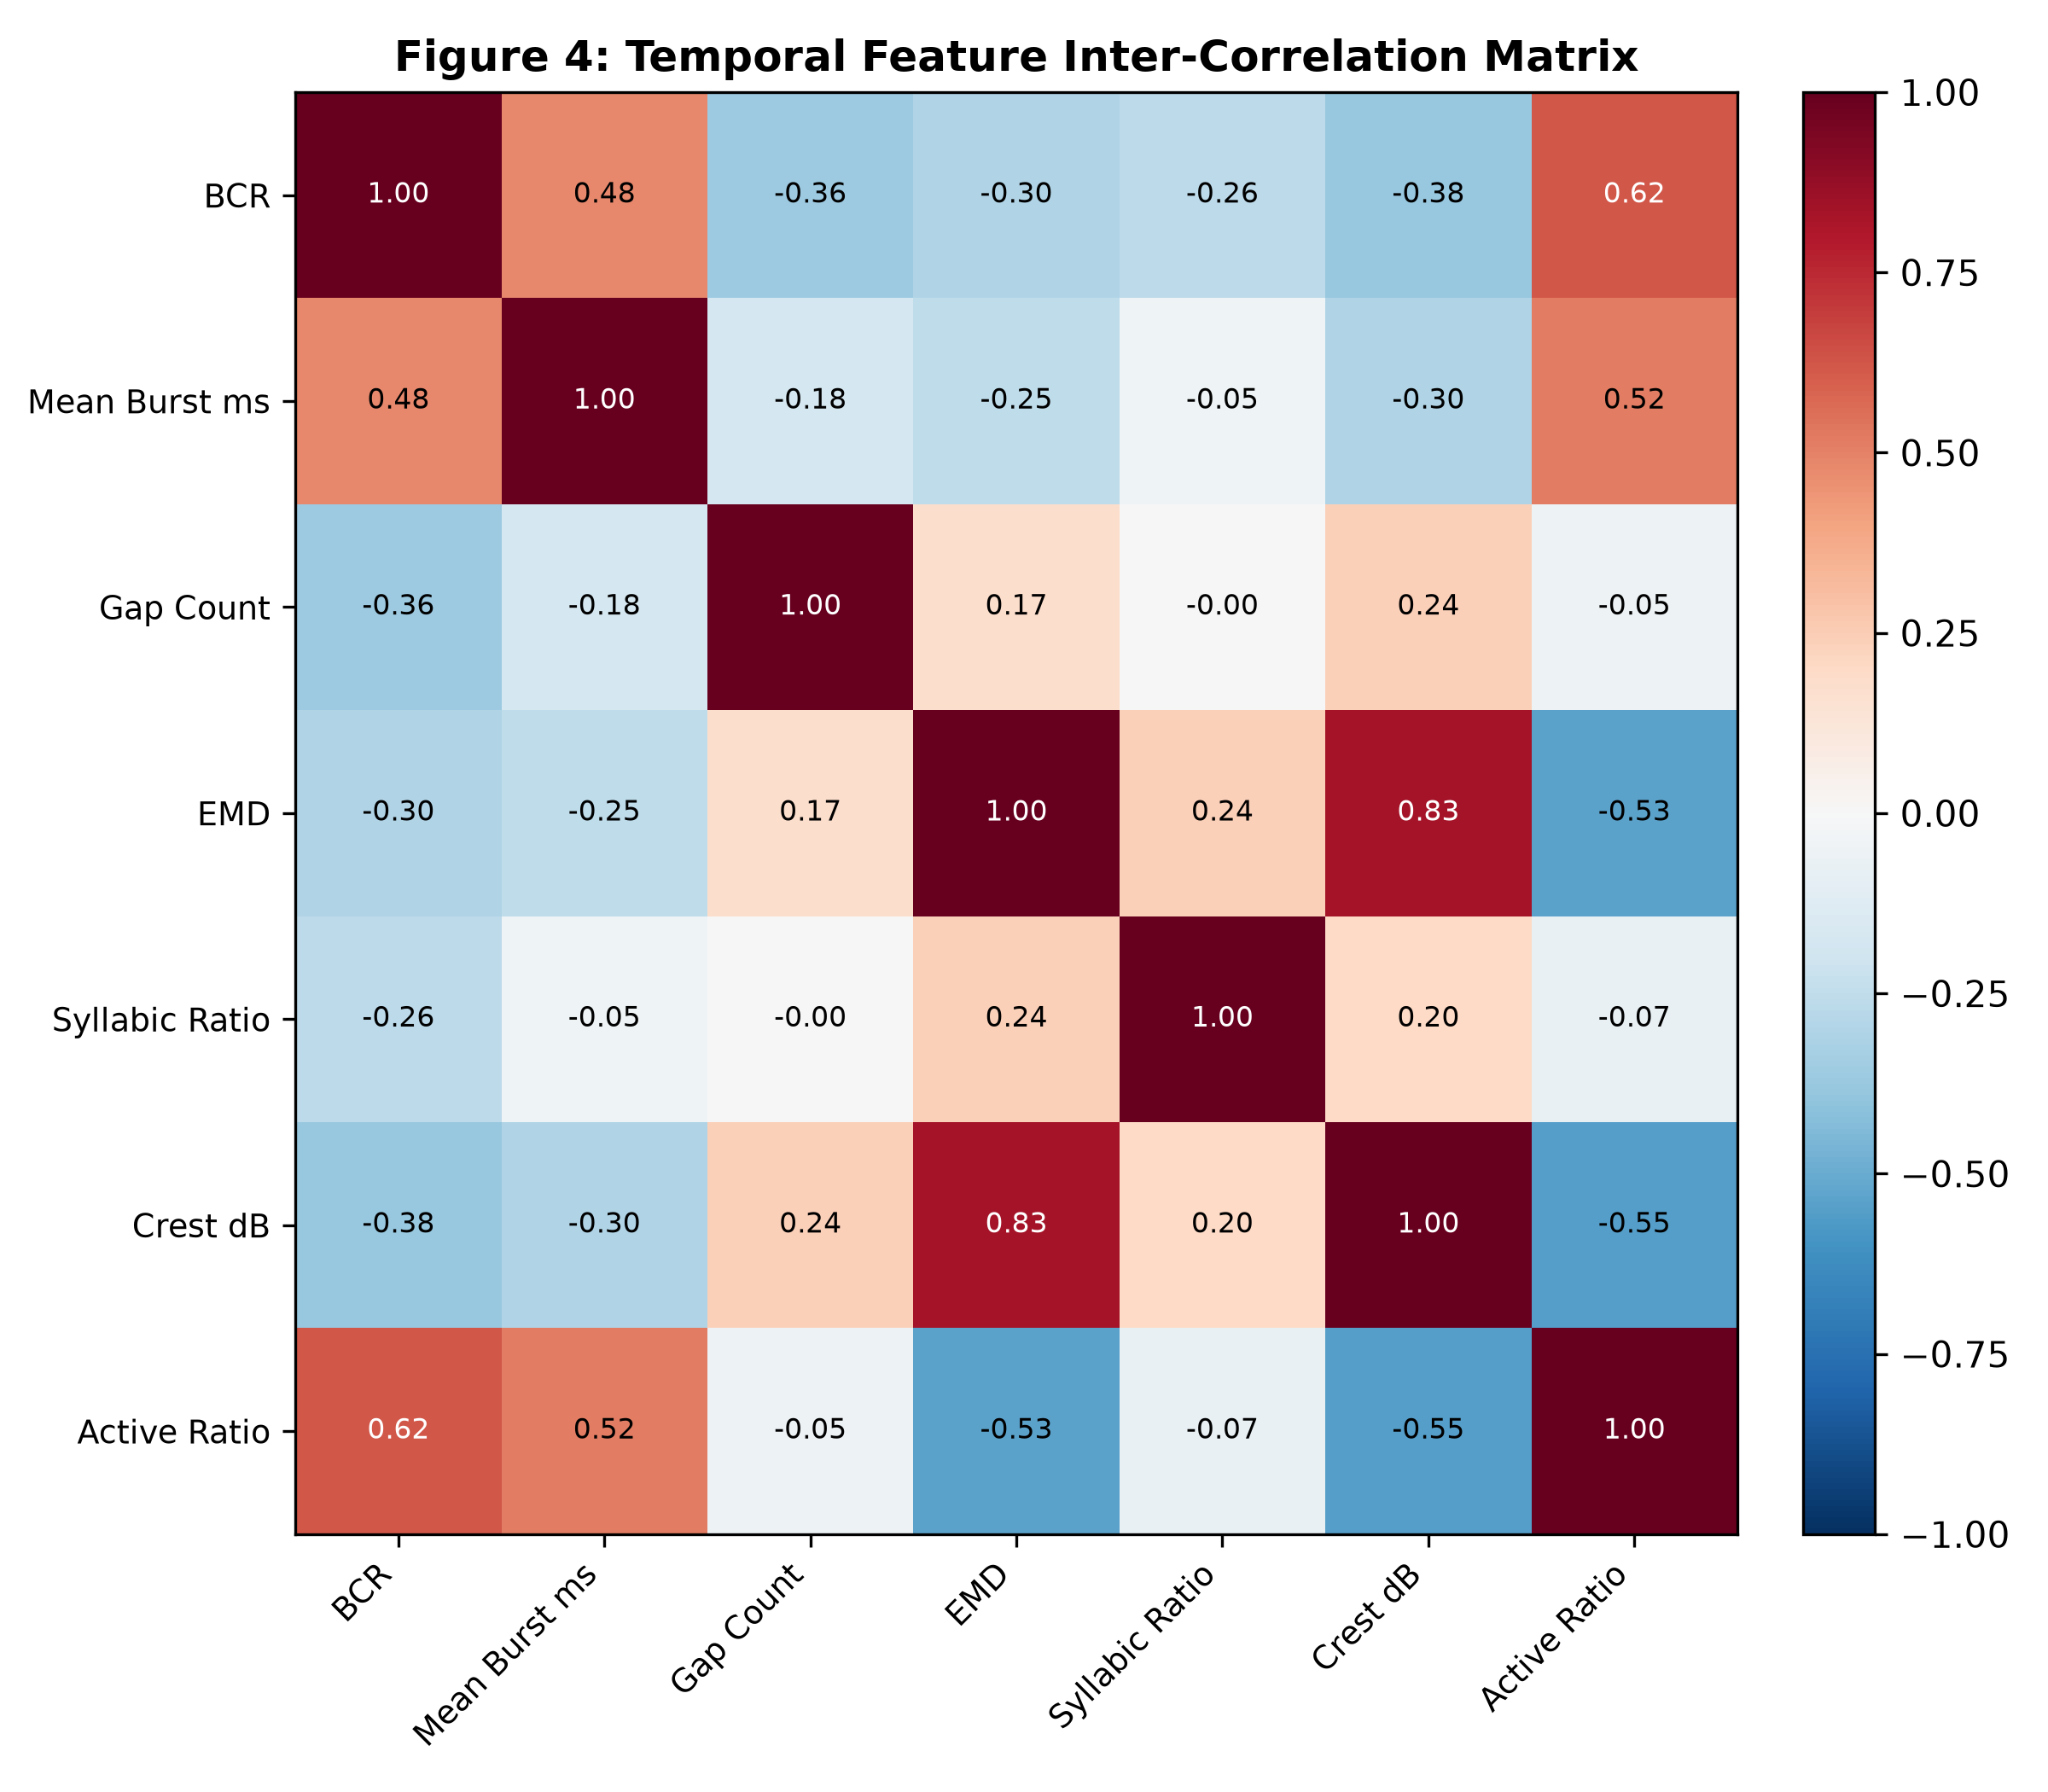 Figure 4: Temporal Feature Inter-Correlation Matrix
BCR 1.00 0.48 -0.36 -0.30 -0.26 -0.38 0.62
Mean Burst ms 0.48 1.00 -0.18 -0.25 -0.05 -0.30 0.52
Gap Count -0.36 -0.18 1.00 0.17 -0.00 0.24 -0.05
EMD -0.30 -0.25 0.17 1.00 0.24 0.83 -0.53
Syllabic Ratio -0.26 -0.05 -0.00 0.24 1.00 0.20 -0.07
Crest dB -0.38 -0.30 0.24 0.83 0.20 1.00 -0.55
Active Ratio 0.62 0.52 -0.05 -0.53 -0.07 -0.55 1.00
BCR
Mean Burst ms
Gap Count
EMD
Syllabic Ratio
Crest dB
Active Ratio
1.00
0.75
0.50
0.25
0.00
−0.25
−0.50
−0.75
−1.00